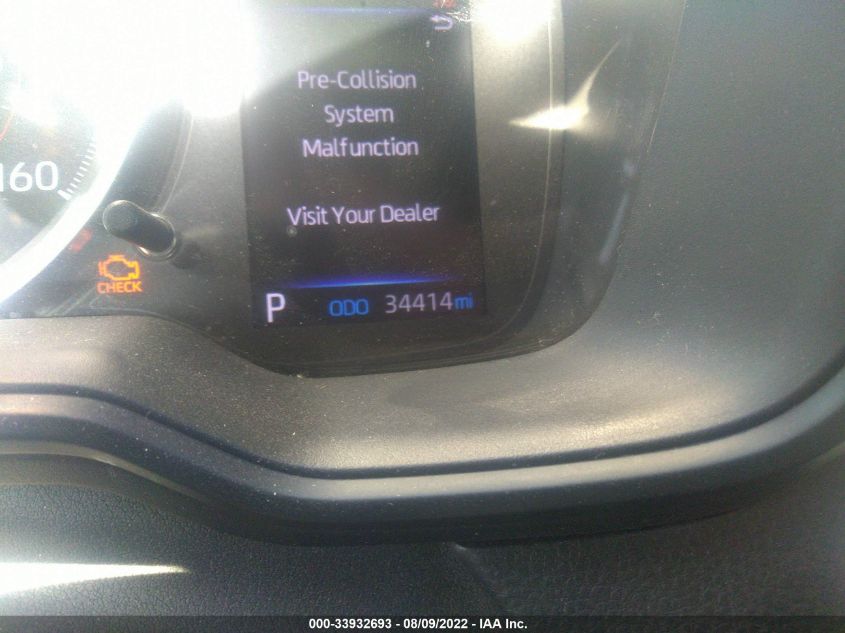 Pre-Collision
System
Malfunction
Visit Your Dealer
160
CHECK
P ODO 34414 mi
000-33932693 - 08/09/2022 - IAA Inc.